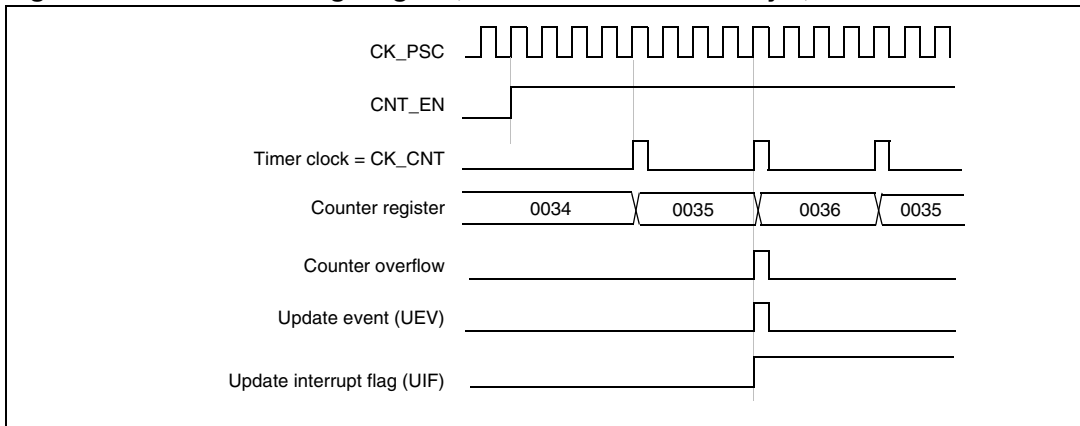 CK_PSC
CNT_EN
Timer clock = CK_CNT
Counter register 0034 0035 0036 0035
Counter overflow
Update event (UEV)
Update interrupt flag (UIF)